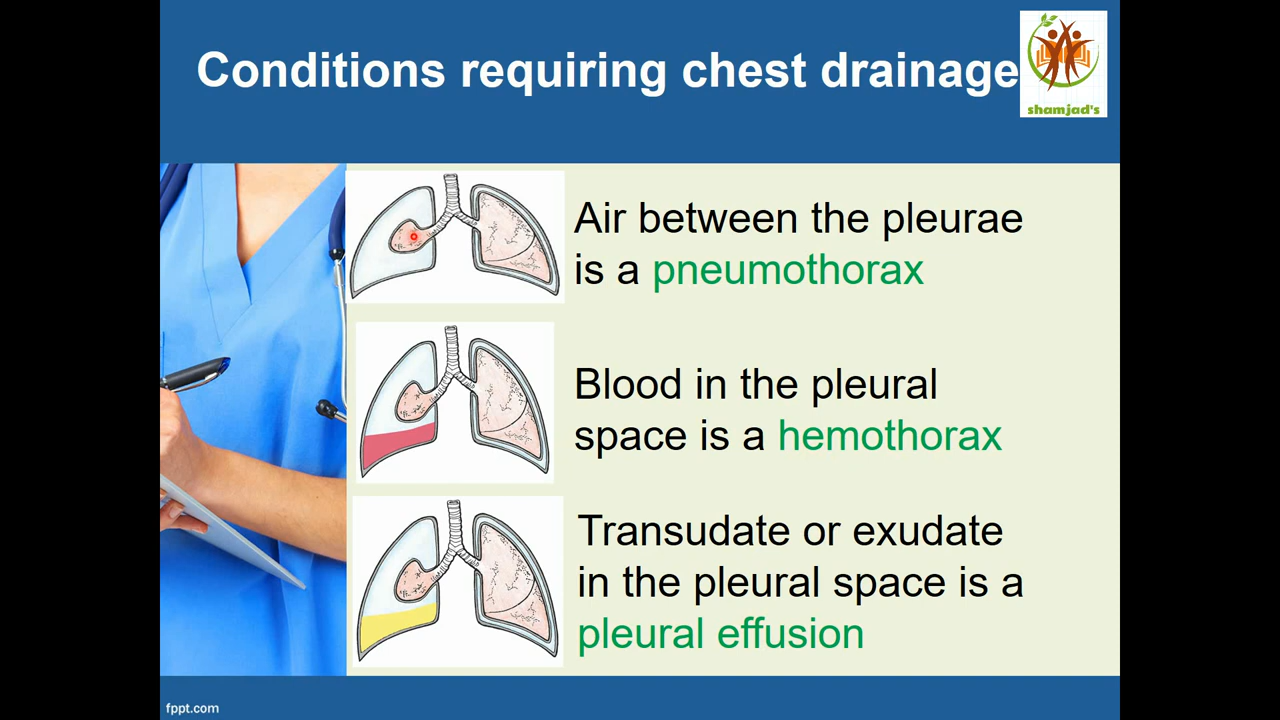 Conditions requiring chest drainage
shamjad's
Air between the pleurae
is a pneumothorax
Blood in the pleural
space is a hemothorax
Transudate or exudate
in the pleural space is a
pleural effusion
fppt.com